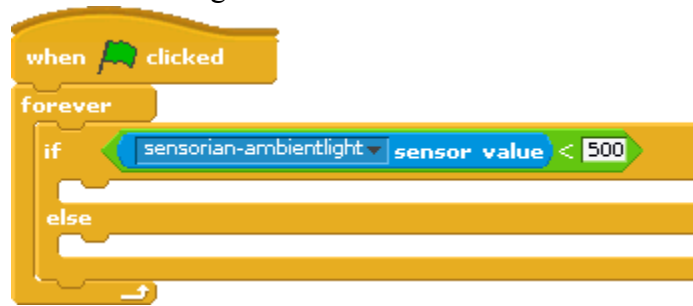 when clicked
forever
if sensorian-ambientlight sensor value < 500
else